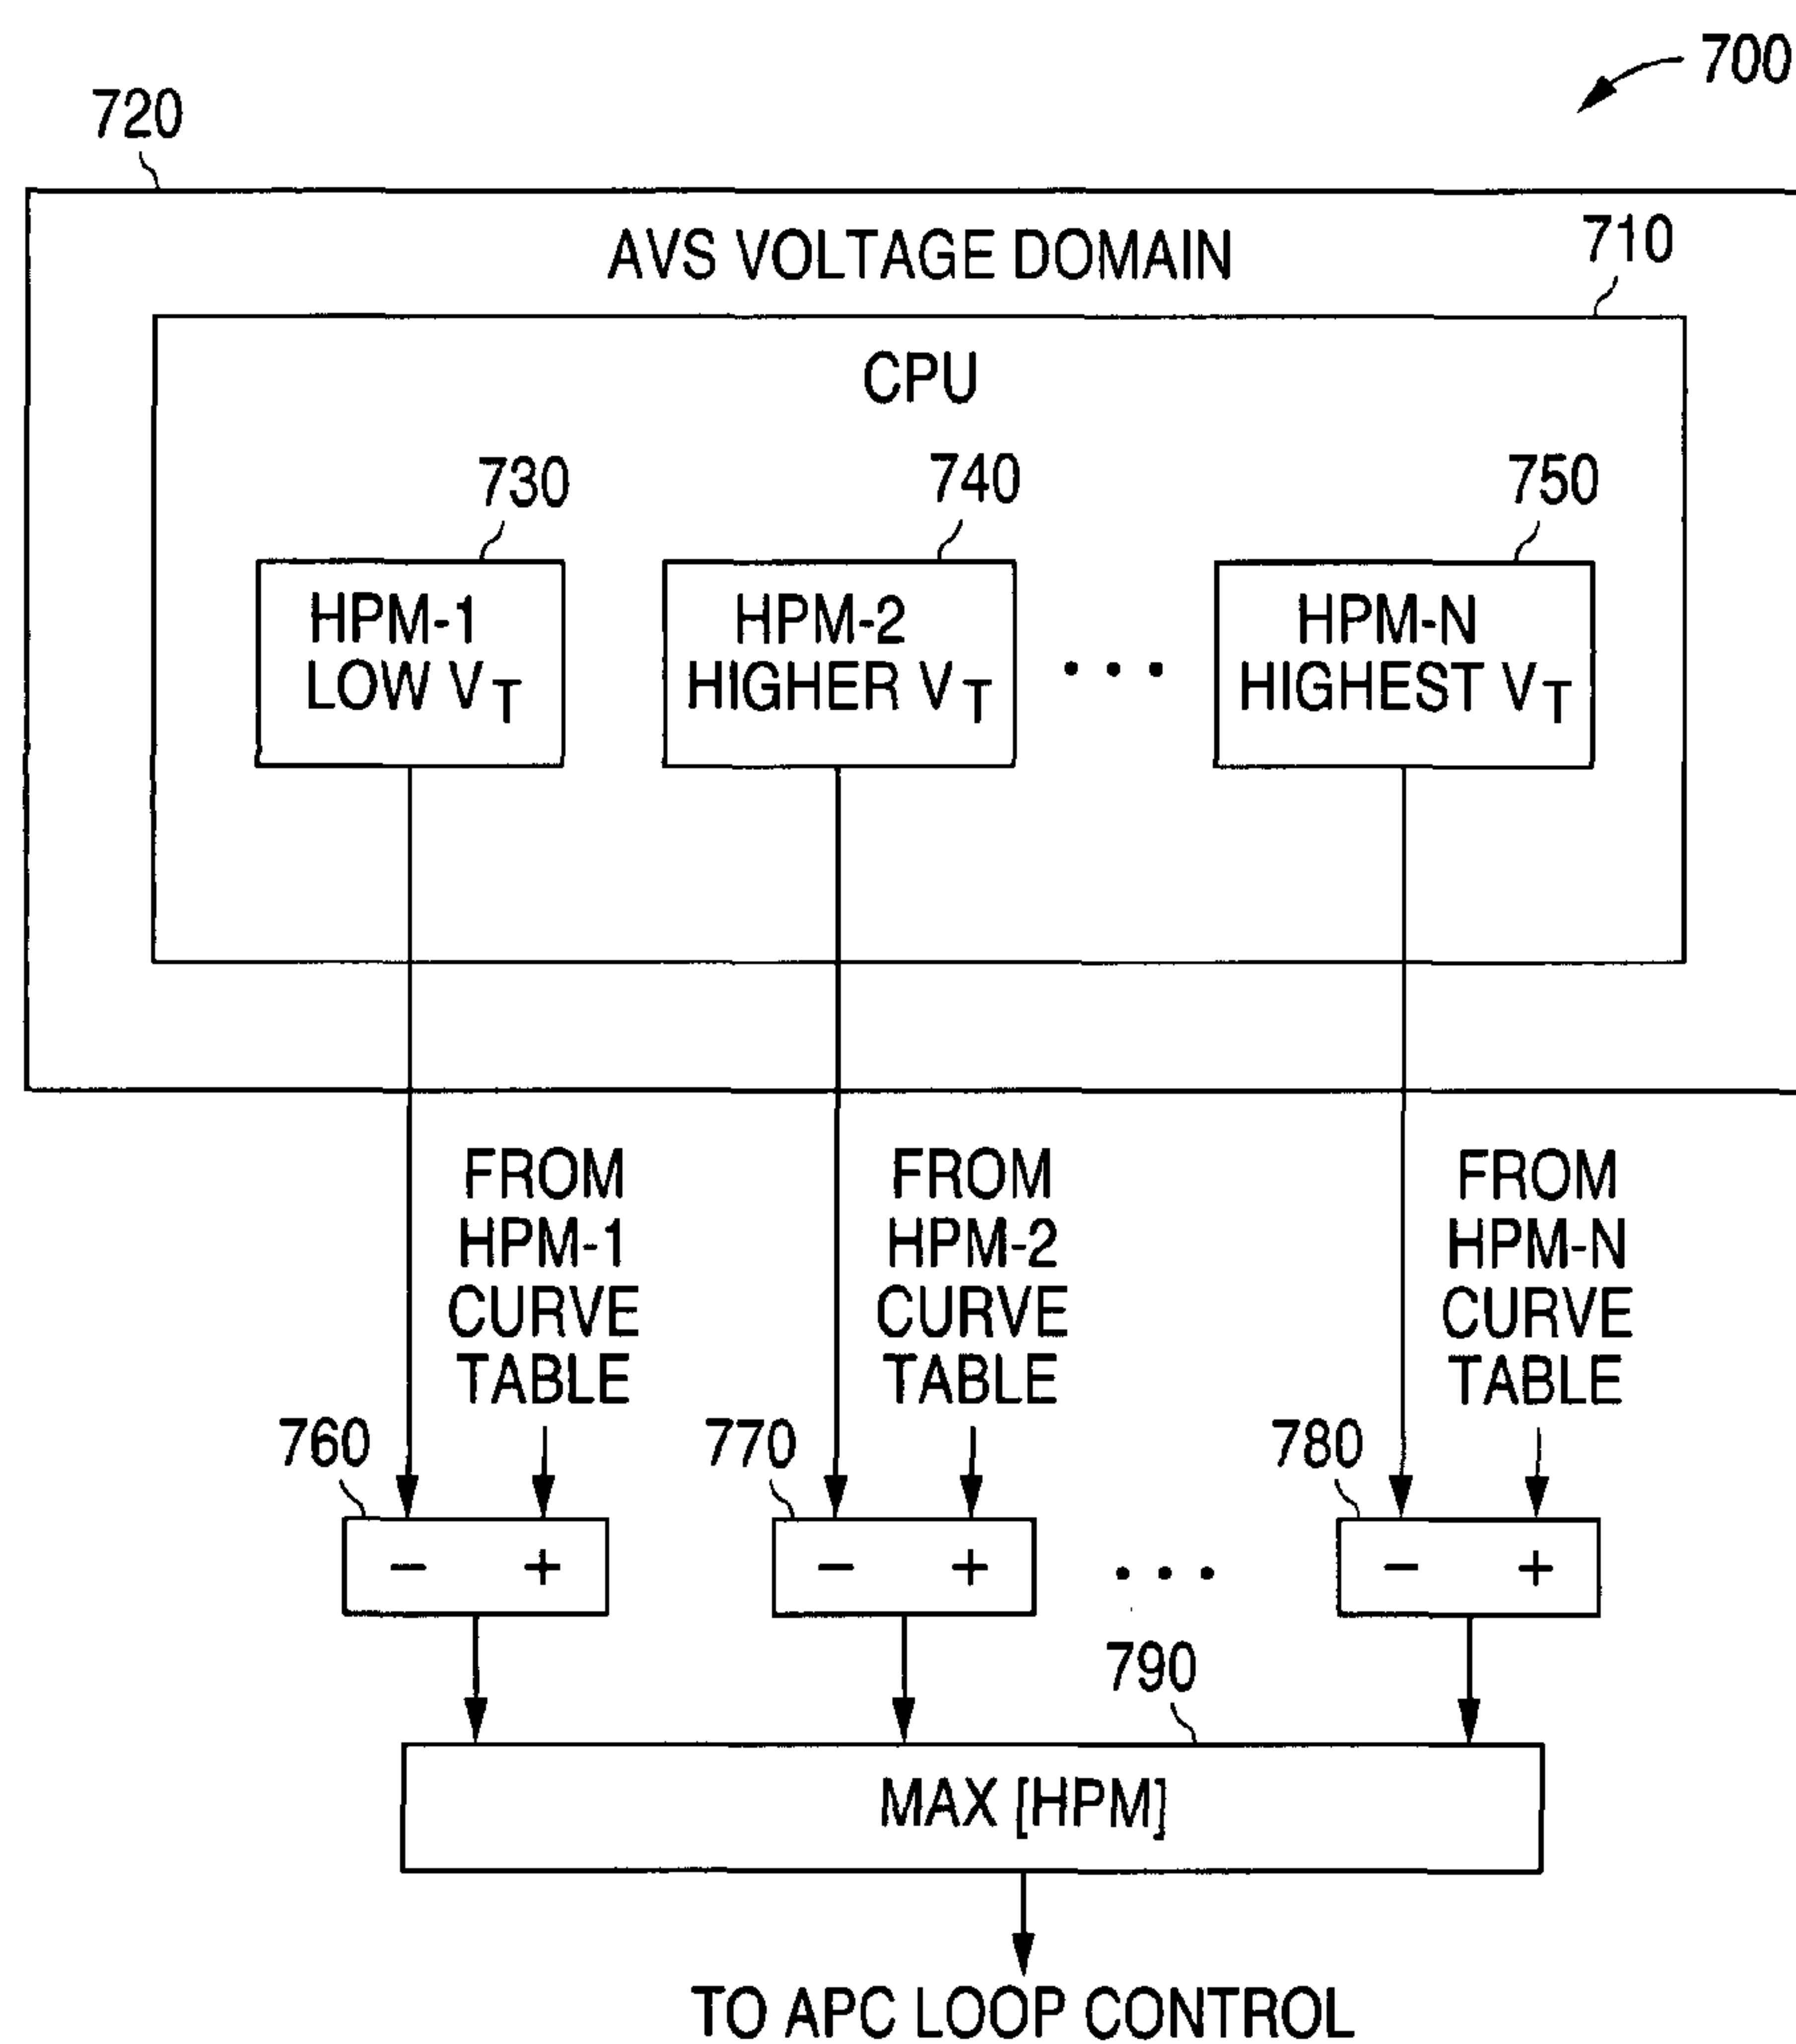 700
720
AVS VOLTAGE DOMAIN
710
CPU
730
740
750
HPM-1
LOW VT
HPM-2
HIGHER VT
• • •
HPM-N
HIGHEST VT
FROM
HPM-1
CURVE
TABLE
FROM
HPM-2
CURVE
TABLE
FROM
HPM-N
CURVE
TABLE
760
770
780
− +
− +
• • •
− +
790
MAX [HPM]
TO APC LOOP CONTROL